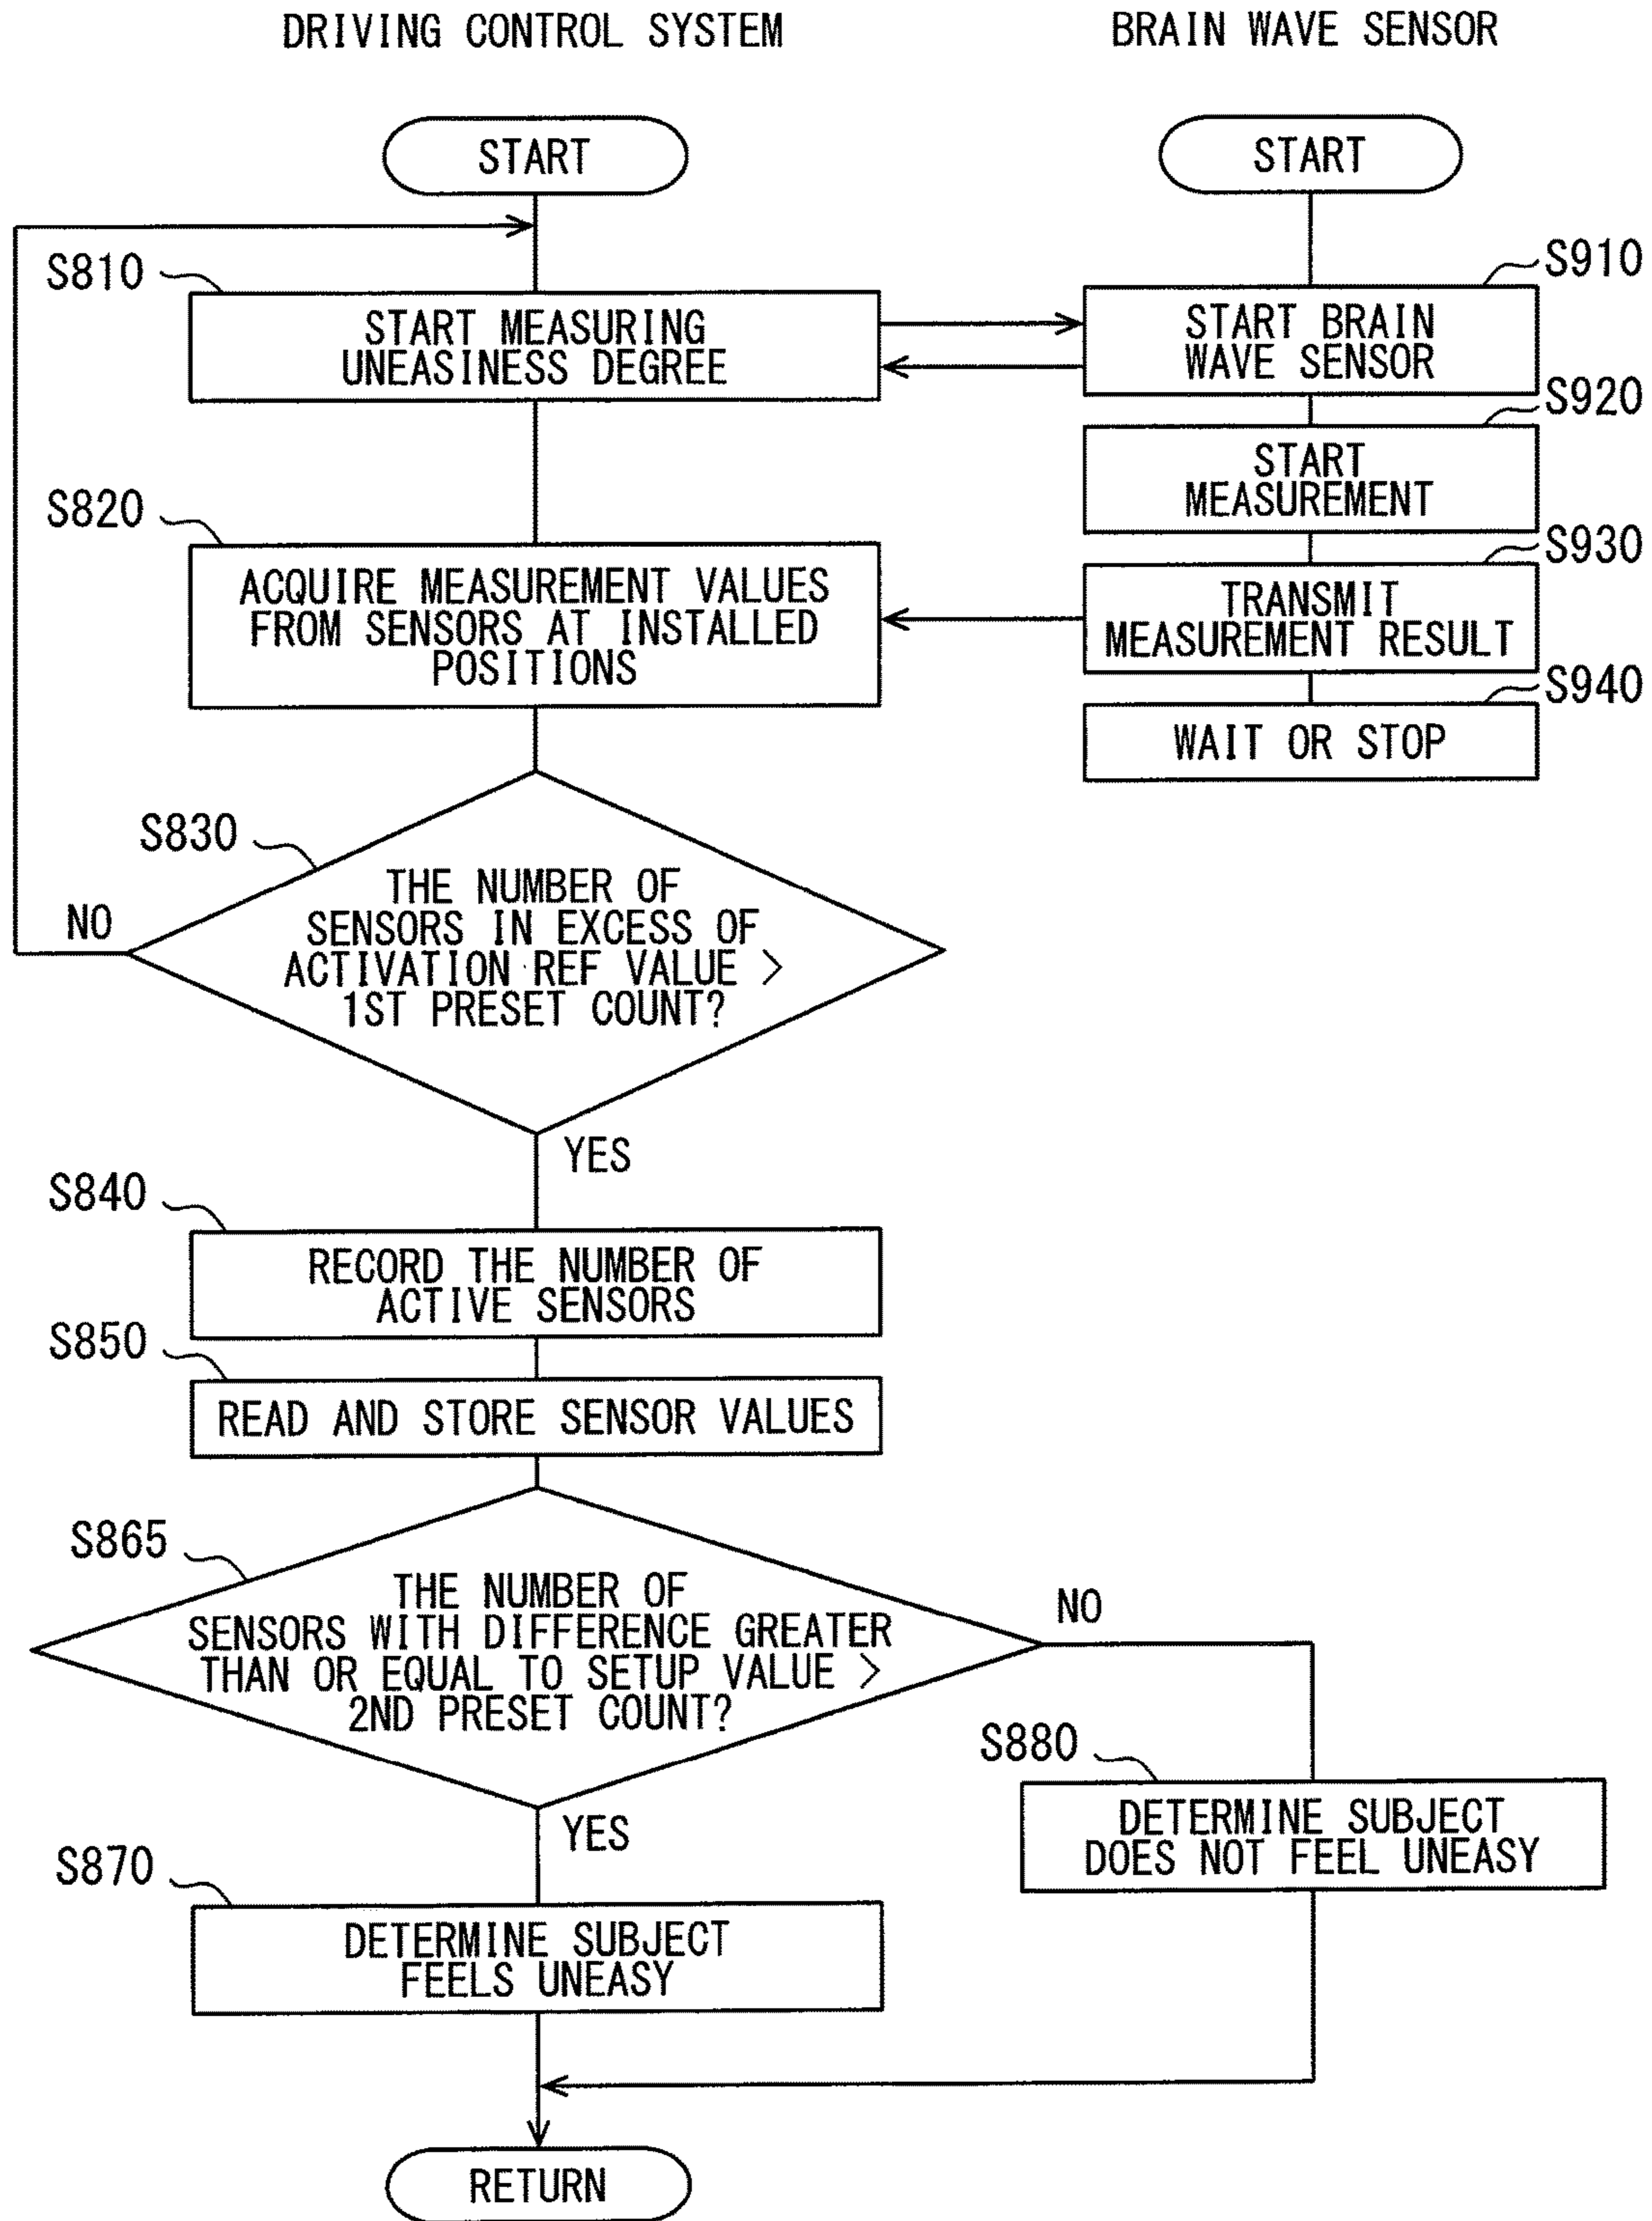 DRIVING CONTROL SYSTEM
BRAIN WAVE SENSOR
START
START
S810
START MEASURING
UNEASINESS DEGREE
S910
START BRAIN
WAVE SENSOR
S920
START
MEASUREMENT
S820
ACQUIRE MEASUREMENT VALUES
FROM SENSORS AT INSTALLED
POSITIONS
S930
TRANSMIT
MEASUREMENT RESULT
S940
WAIT OR STOP
S830
THE NUMBER OF
SENSORS IN EXCESS OF
ACTIVATION REF VALUE >
1ST PRESET COUNT?
NO
YES
S840
RECORD THE NUMBER OF
ACTIVE SENSORS
S850
READ AND STORE SENSOR VALUES
S865
THE NUMBER OF
SENSORS WITH DIFFERENCE GREATER
THAN OR EQUAL TO SETUP VALUE >
2ND PRESET COUNT?
NO
YES
S880
DETERMINE SUBJECT
DOES NOT FEEL UNEASY
S870
DETERMINE SUBJECT
FEELS UNEASY
RETURN